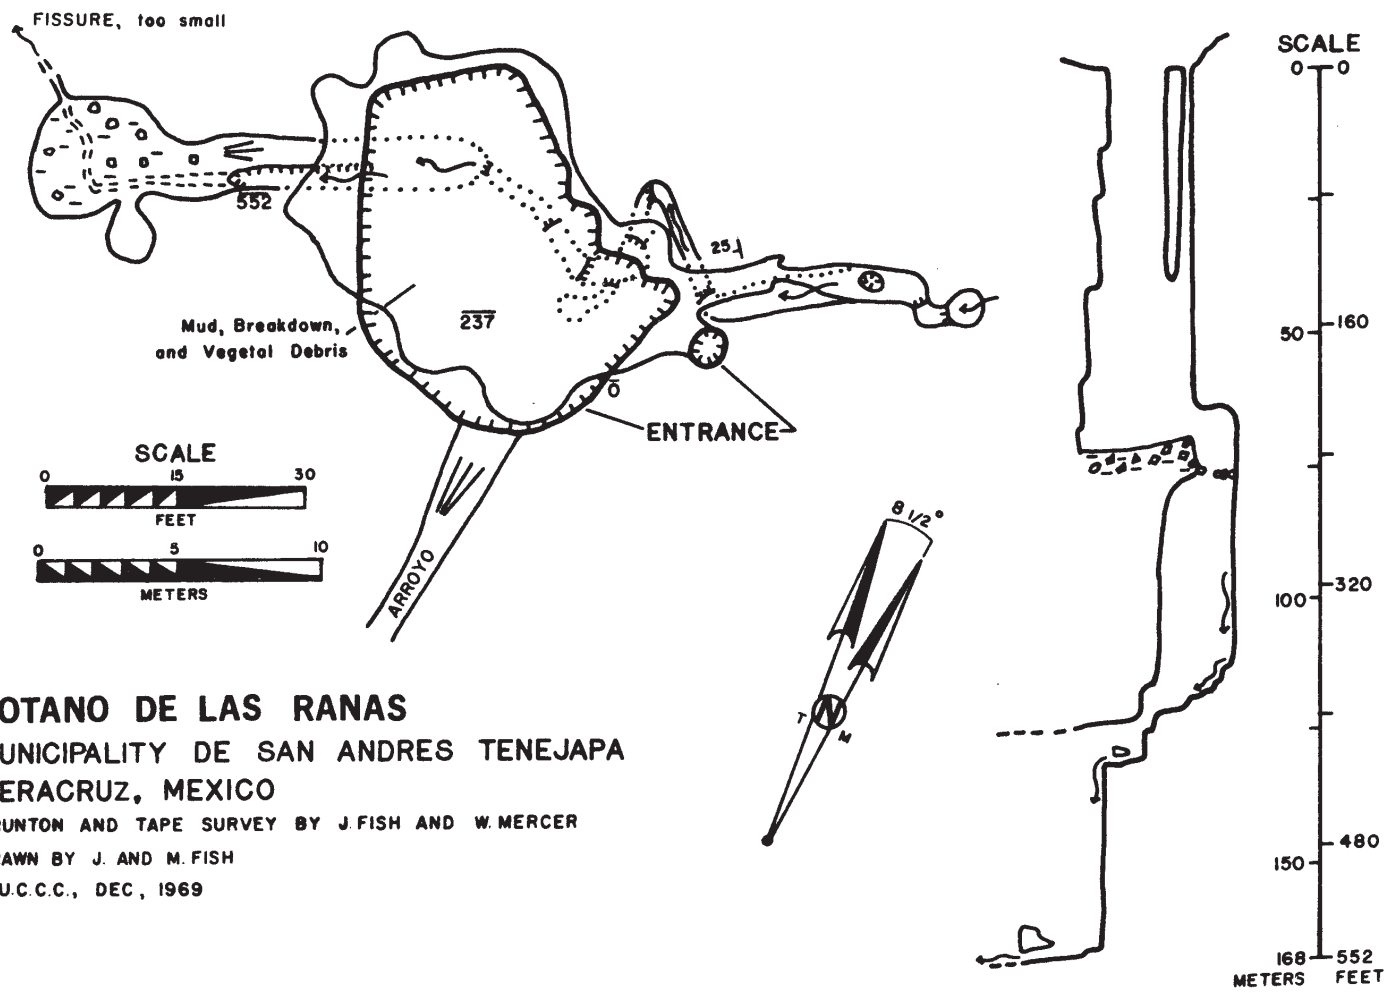 FISSURE, too small
552
25
237
Mud, Breakdown,
and Vegetal Debris
0
ENTRANCE
ARROYO
SCALE
0 15 30
FEET
0 5 10
METERS
8 1/2°
T N M
OTANO DE LAS RANAS
UNICIPALITY DE SAN ANDRES TENEJAPA
ERACRUZ, MEXICO
UNTON AND TAPE SURVEY BY J. FISH AND W. MERCER
AWN BY J. AND M. FISH
U.C.C.C., DEC, 1969
SCALE
0 0
50 160
100 320
150 480
168 552
METERS FEET